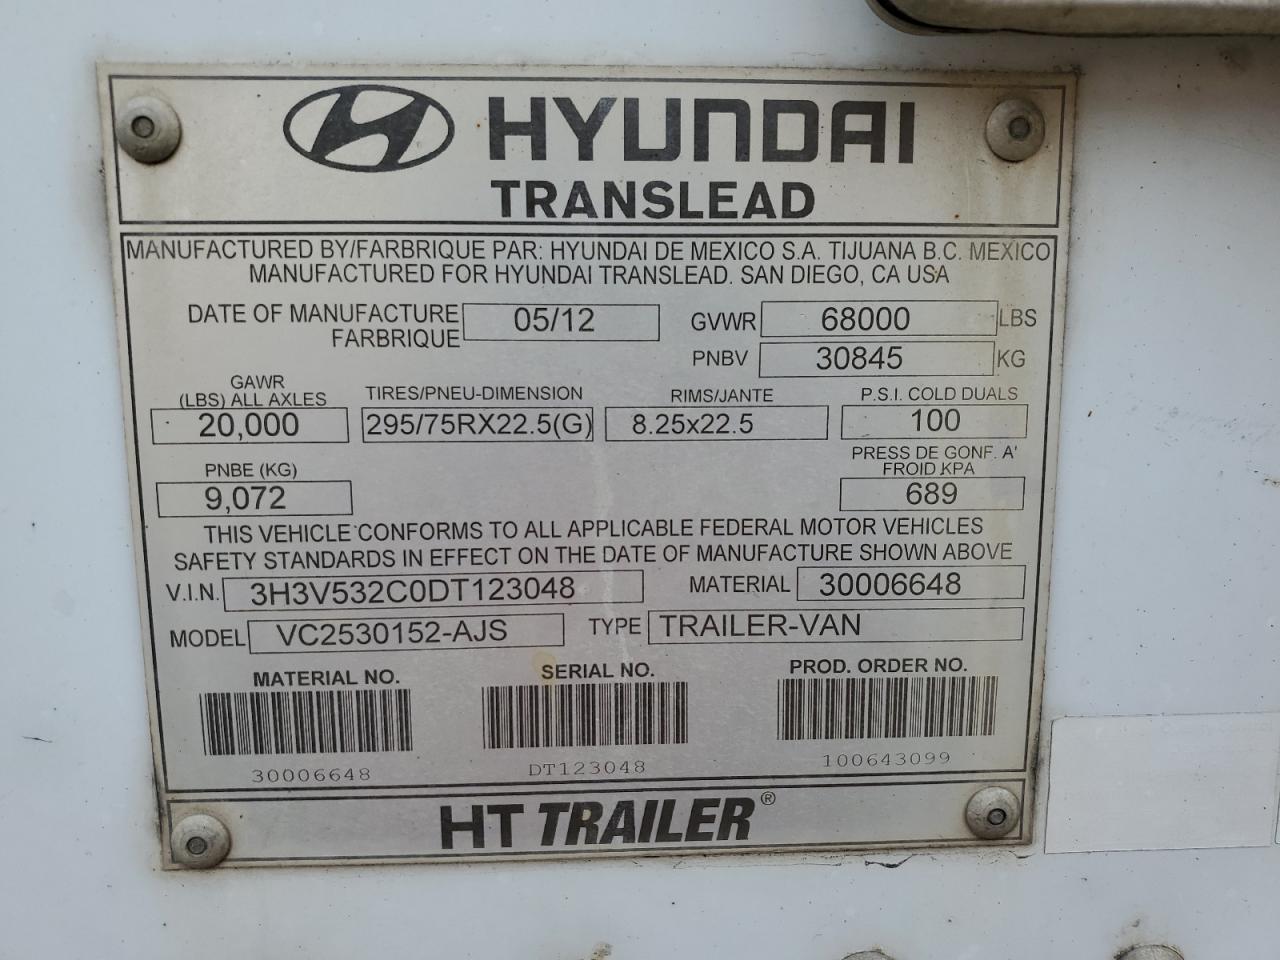 HYUNDAI
TRANSLEAD
MANUFACTURED BY/FARBRIQUE PAR: HYUNDAI DE MEXICO S.A. TIJUANA B.C. MEXICO
MANUFACTURED FOR HYUNDAI TRANSLEAD. SAN DIEGO, CA USA
DATE OF MANUFACTURE 05/12 GVWR 68000 LBS
FARBRIQUE PNBV 30845 KG
GAWR
(LBS) ALL AXLES TIRES/PNEU-DIMENSION RIMS/JANTE P.S.I. COLD DUALS
20,000 295/75RX22.5(G) 8.25x22.5 100
PNBE (KG) PRESS DE GONF. A'
FROID KPA
9,072 689
THIS VEHICLE CONFORMS TO ALL APPLICABLE FEDERAL MOTOR VEHICLES
SAFETY STANDARDS IN EFFECT ON THE DATE OF MANUFACTURE SHOWN ABOVE
V.I.N. 3H3V532C0DT123048 MATERIAL 30006648
MODEL VC2530152-AJS TYPE TRAILER-VAN
MATERIAL NO. SERIAL NO. PROD. ORDER NO.
30006648 DT123048 100643099
HT TRAILER®